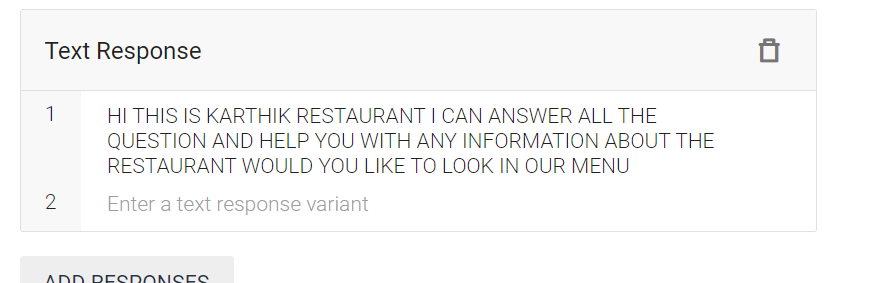 Text Response
1
HI THIS IS KARTHIK RESTAURANT I CAN ANSWER ALL THE
QUESTION AND HELP YOU WITH ANY INFORMATION ABOUT THE
RESTAURANT WOULD YOU LIKE TO LOOK IN OUR MENU
2
Enter a text response variant
ADD RESPONSES